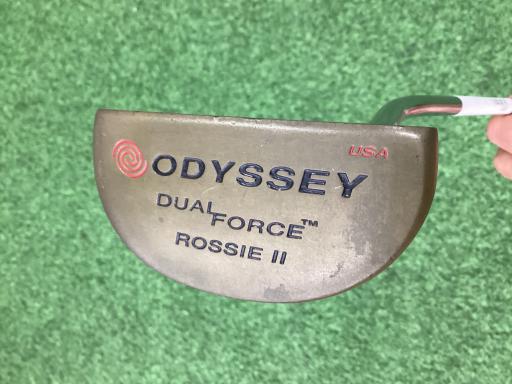 USA
ODYSSEY
DUAL FORCE™
ROSSIE II